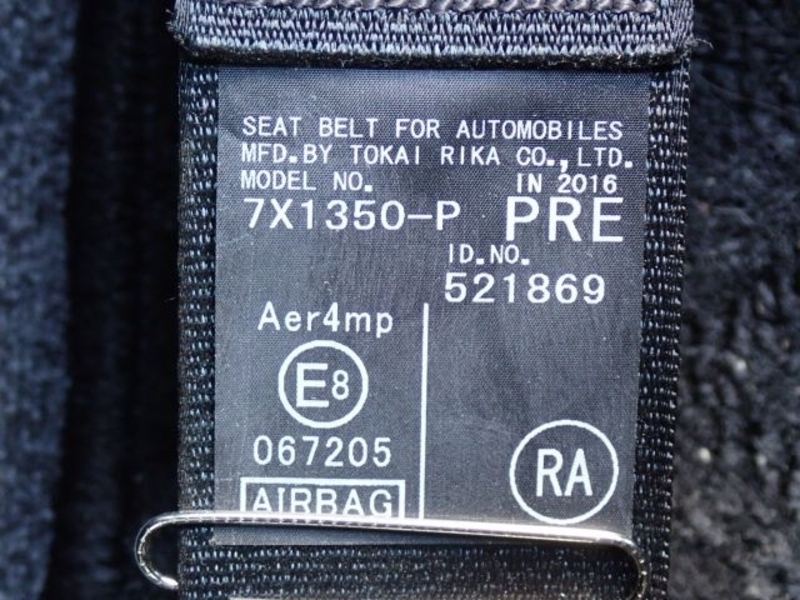 SEAT BELT FOR AUTOMOBILES
MFD.BY TOKAI RIKA CO.,LTD.
MODEL NO. IN 2016
7X1350-P PRE
ID.NO.
521869
Aer4mp
E8
067205
RA
AIRBAG